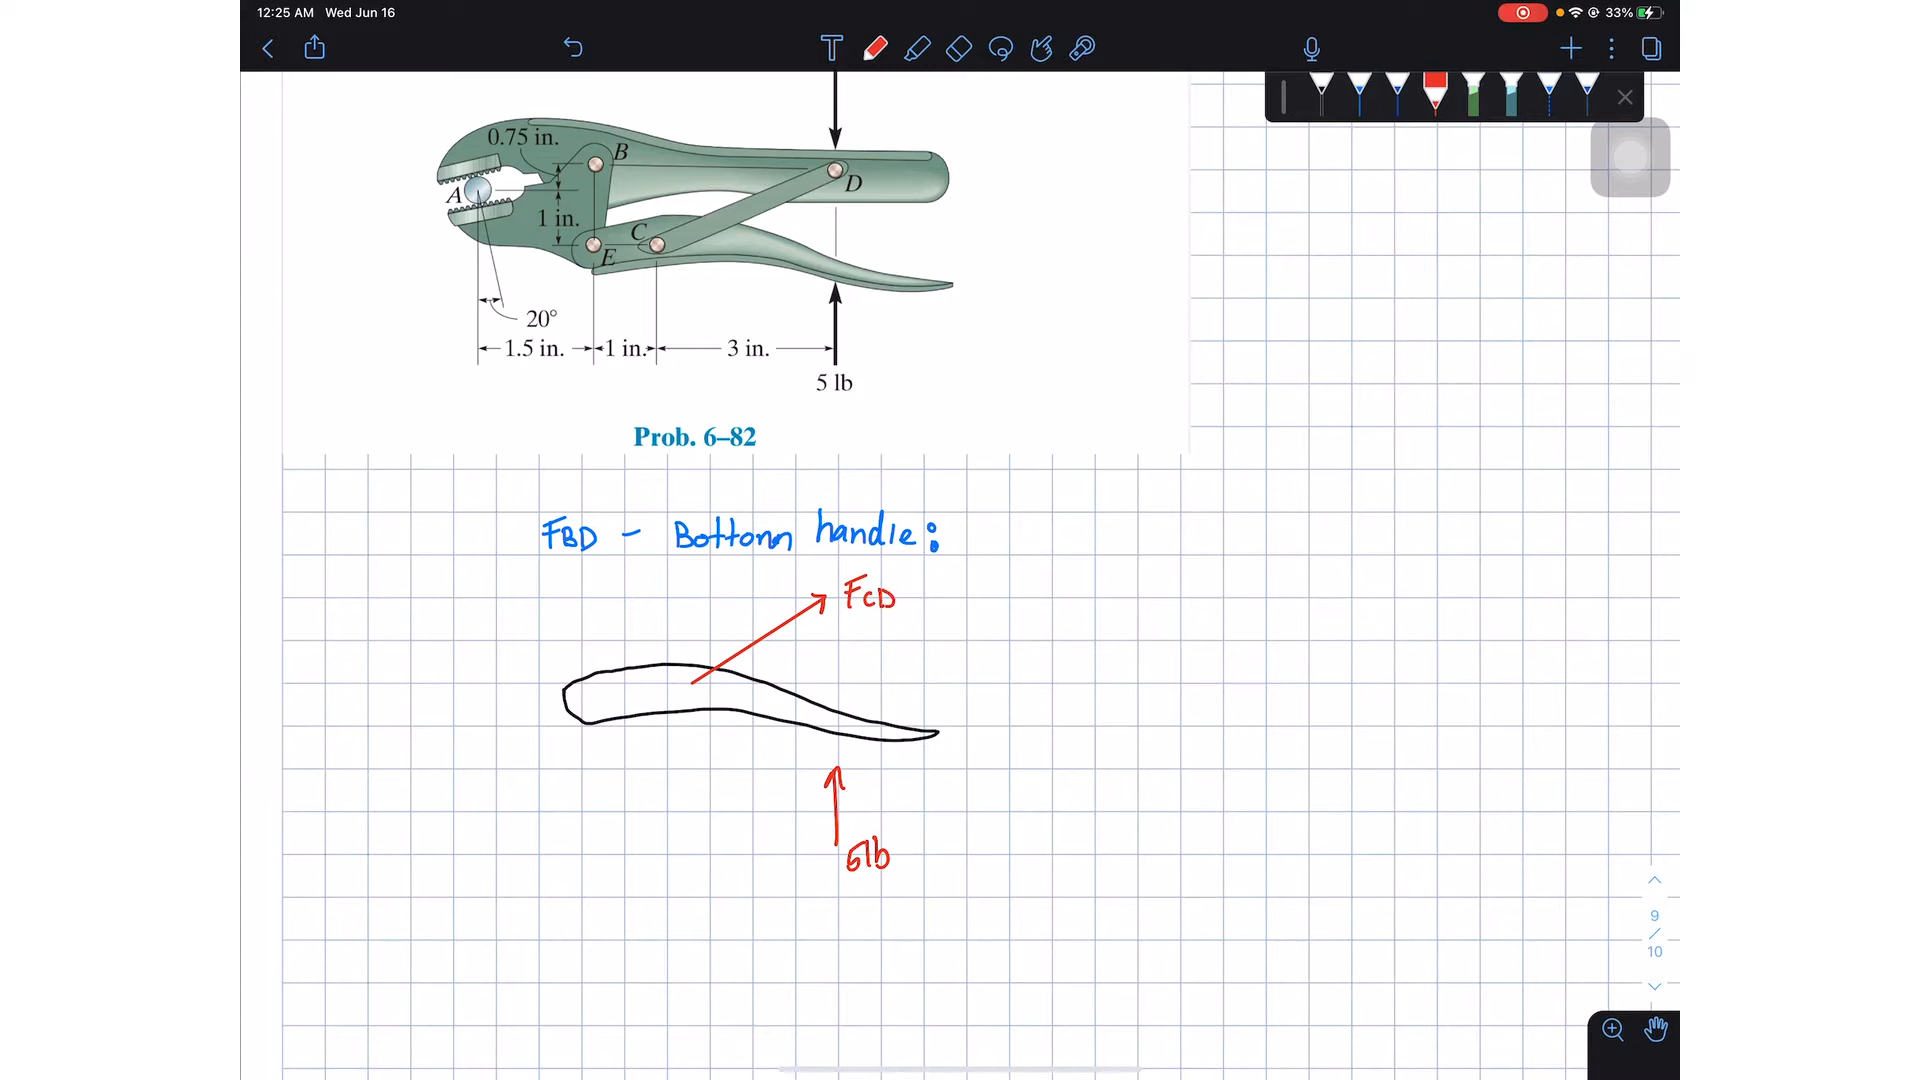 12:25 AM Wed Jun 16
33%
0.75 in.
B
A
D
1 in.
C
E
20°
1.5 in. 1 in. 3 in.
5 lb
Prob. 6–82
FBD - Bottom handle:
FCD
5lb
9
/
10